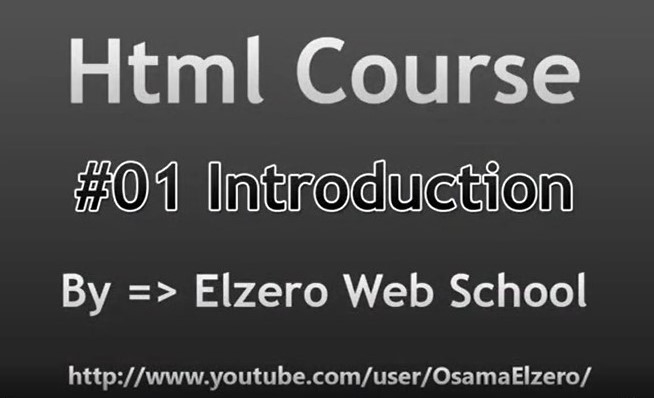 Html Course
#01 Introduction
By => Elzero Web School
http://www.youtube.com/user/OsamaElzero/